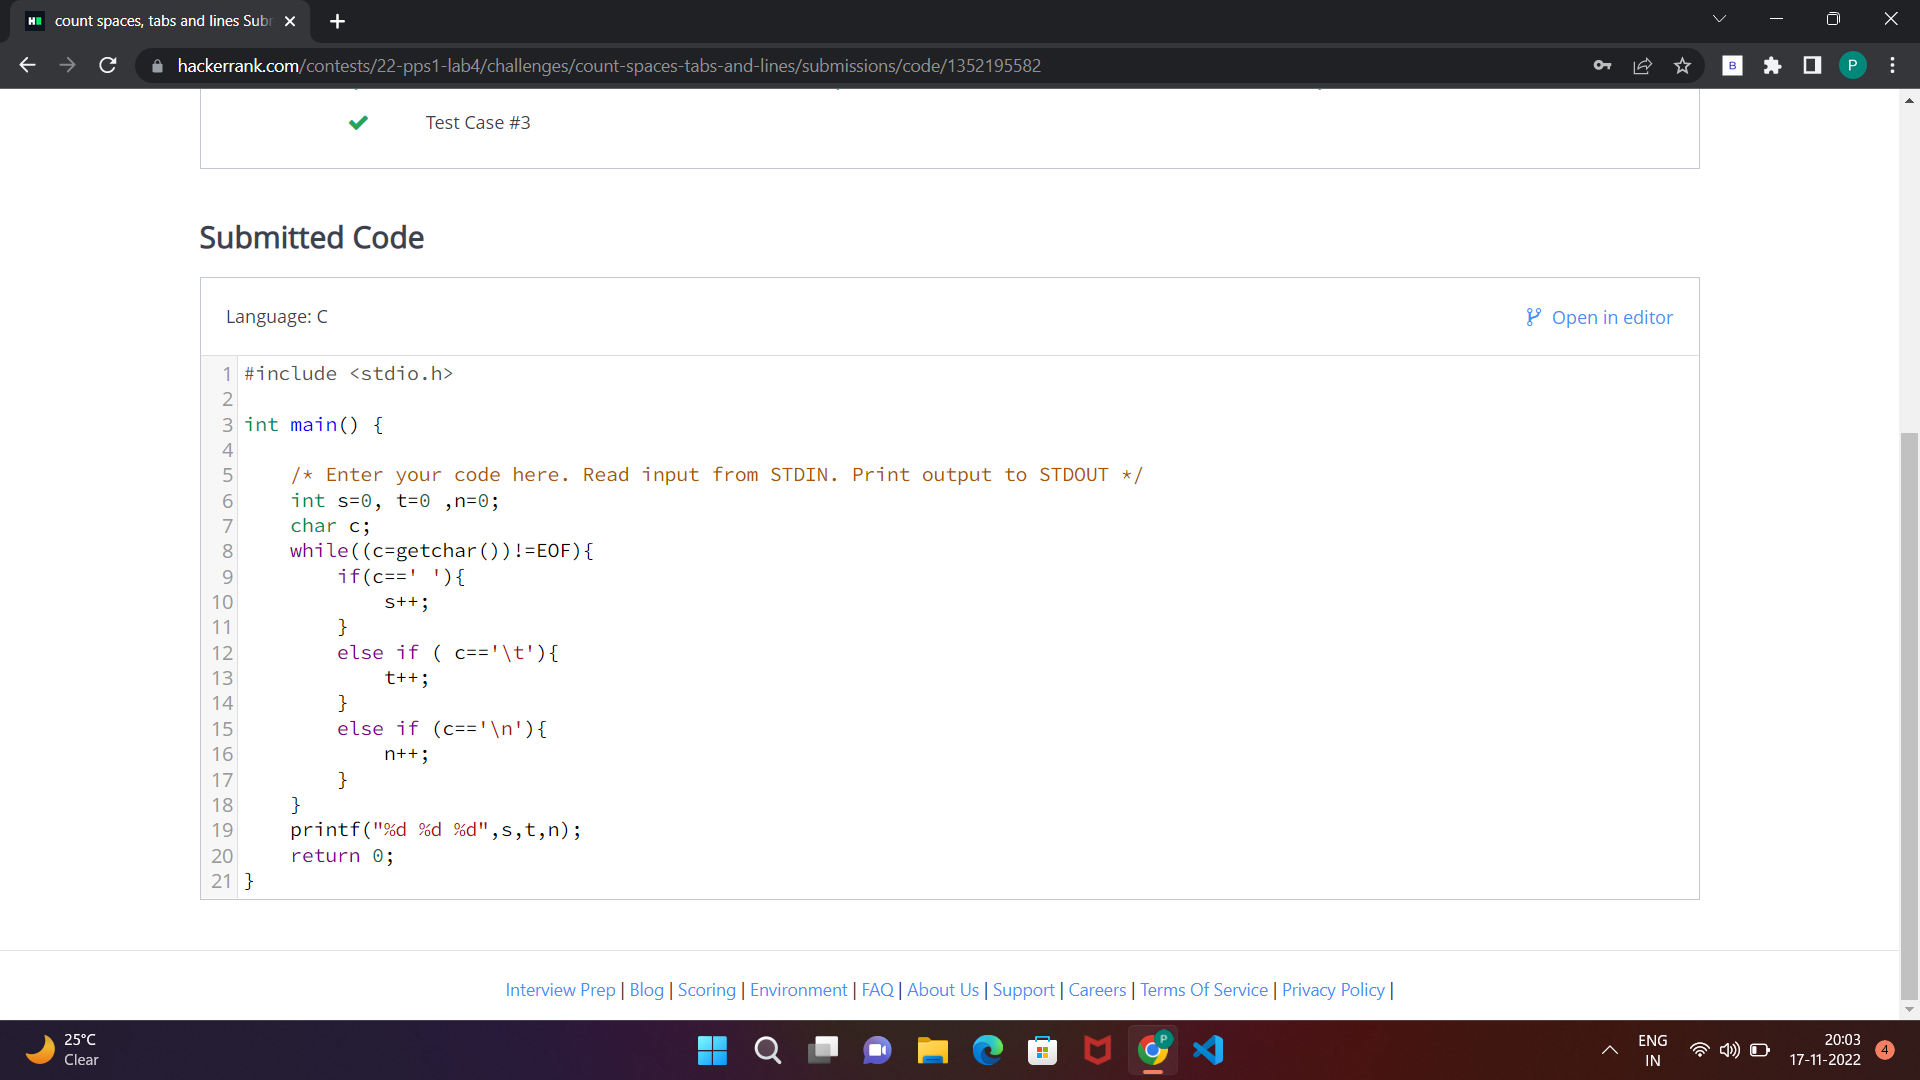 count spaces, tabs and lines Subr
hackerrank.com/contests/22-pps1-lab4/challenges/count-spaces-tabs-and-lines/submissions/code/1352195582
B
P
Test Case #3
Submitted Code
Language: C
Open in editor
1 #include <stdio.h>
2
3 int main() {
4
5     /* Enter your code here. Read input from STDIN. Print output to STDOUT */
6     int s=0, t=0 ,n=0;
7     char c;
8     while((c=getchar())!=EOF){
9         if(c==' '){
10             s++;
11         }
12         else if ( c=='\t'){
13             t++;
14         }
15         else if (c=='\n'){
16             n++;
17         }
18     }
19     printf("%d %d %d",s,t,n);
20     return 0;
21 }
Interview Prep | Blog | Scoring | Environment | FAQ | About Us | Support | Careers | Terms Of Service | Privacy Policy |
25°C
Clear
P
ENG
IN
20:03
17-11-2022
4